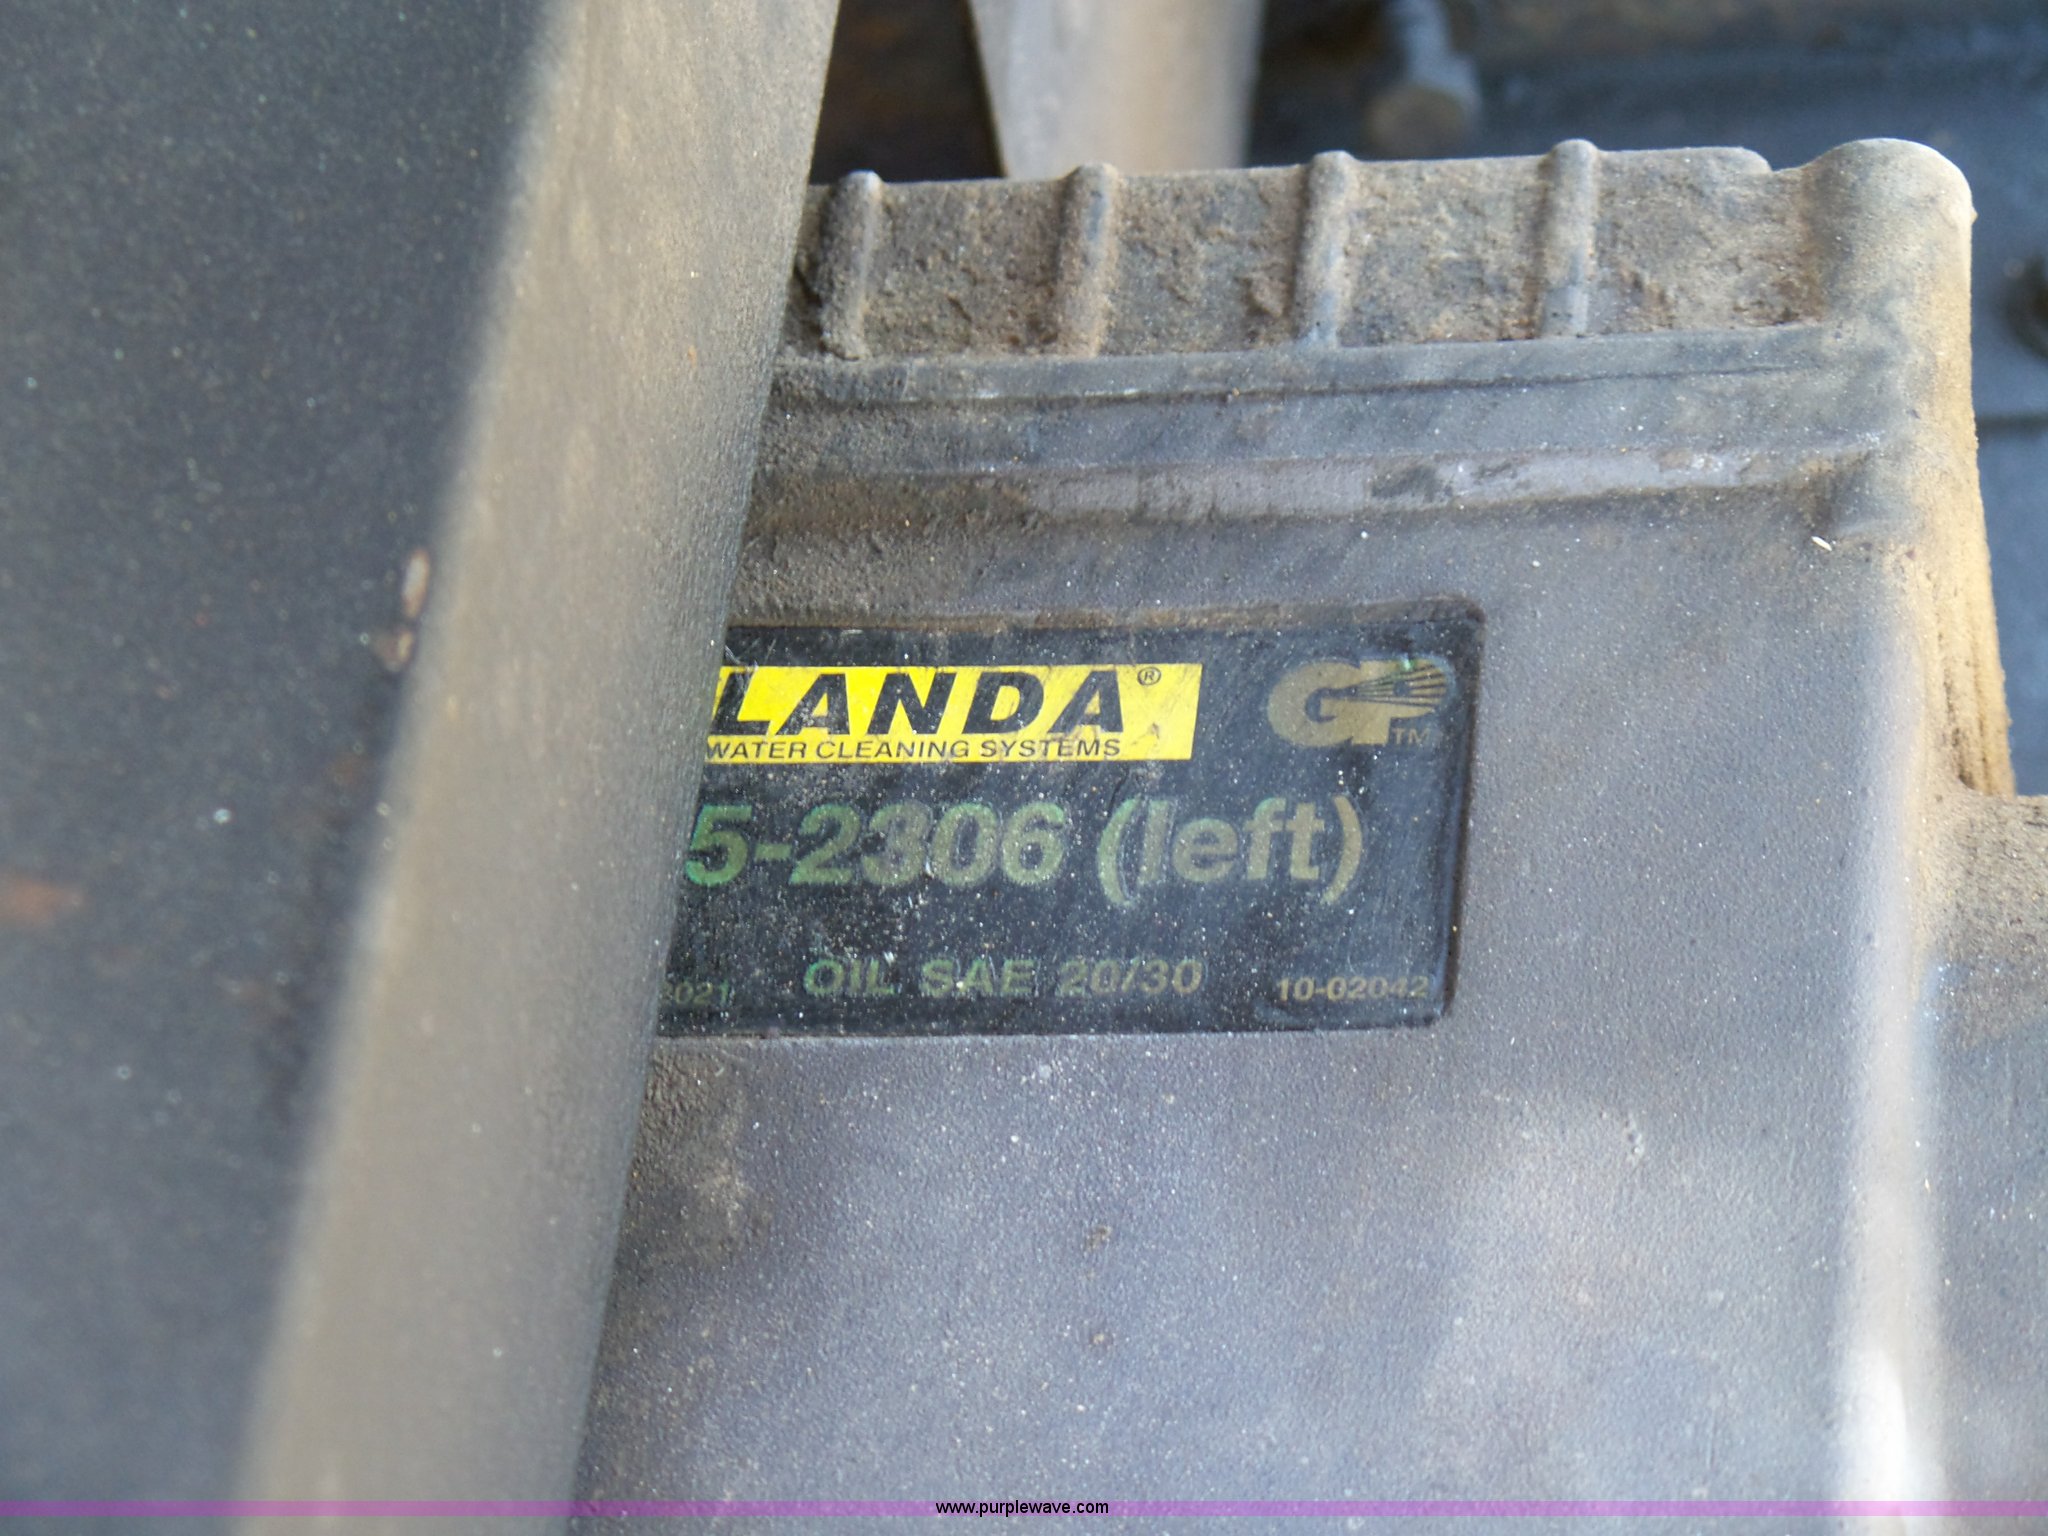 LANDA® GP™
WATER CLEANING SYSTEMS
5-2306 (left)
OIL SAE 20/30 10-02042
www.purplewave.com